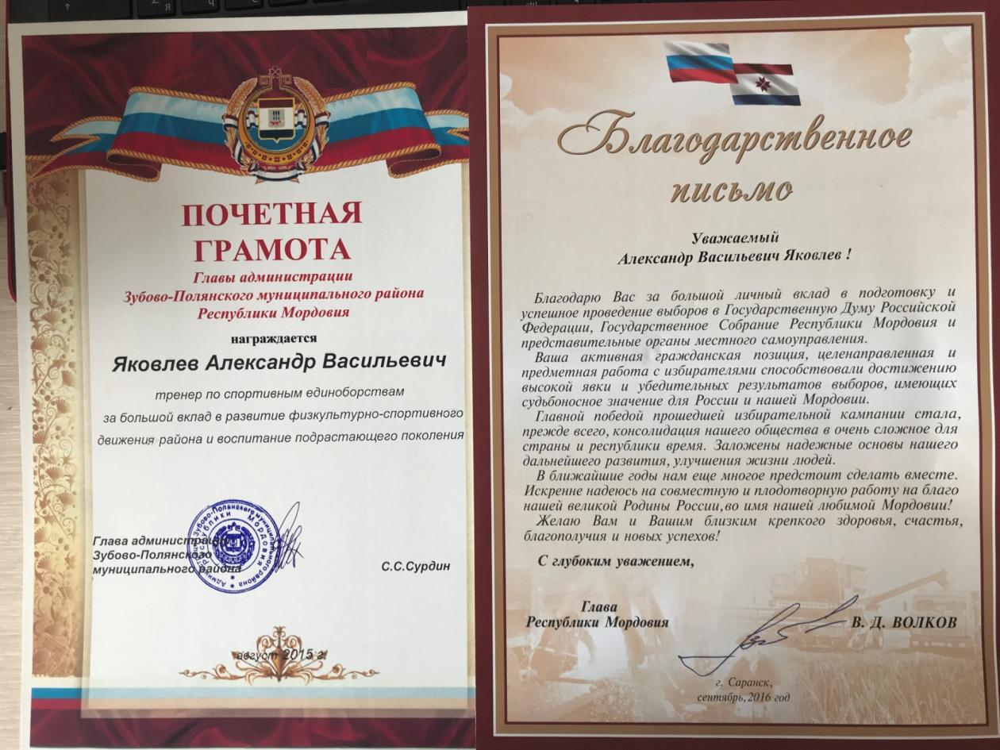 ПОЧЕТНАЯ
ГРАМОТА
Главы администрации
Зубово-Полянского муниципального района
Республики Мордовия
награждается
Яковлев Александр Васильевич
тренер по спортивным единоборствам
за большой вклад в развитие физкультурно-спортивного
движения района и воспитание подрастающего поколения
Глава администрации
Зубово-Полянского
муниципального района
С.С.Сурдин
август 2015 г.
Благодарственное
письмо
Уважаемый
Александр Васильевич Яковлев !
Благодарю Вас за большой личный вклад в подготовку и
успешное проведение выборов в Государственную Думу Российской
Федерации, Государственное Собрание Республики Мордовия и
представительные органы местного самоуправления.
Ваша активная гражданская позиция, целенаправленная и
предметная работа с избирателями способствовали достижению
высокой явки и убедительных результатов выборов, имеющих
судьбоносное значение для России и нашей Мордовии.
Главной победой прошедшей избирательной кампании стала,
прежде всего, консолидация нашего общества в очень сложное для
страны и республики время. Заложены надежные основы нашего
дальнейшего развития, улучшения жизни людей.
В ближайшие годы нам еще многое предстоит сделать вместе.
Искренне надеюсь на совместную и плодотворную работу на благо
нашей великой Родины России, во имя нашей любимой Мордовии!
Желаю Вам и Вашим близким крепкого здоровья, счастья,
благополучия и новых успехов!
С глубоким уважением,
Глава
Республики Мордовия
В. Д. ВОЛКОВ
г. Саранск,
сентябрь, 2016 год